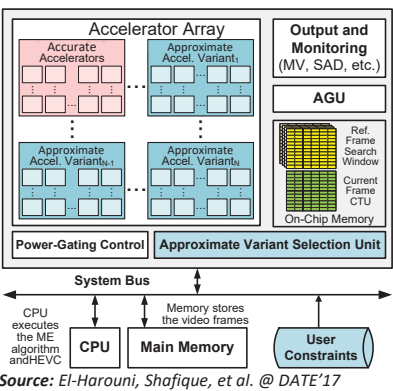 Accelerator Array
Accurate
Accelerators
Approximate
Accel. Variant1
Approximate
Accel. VariantN-1
Approximate
Accel. VariantN
Output and
Monitoring
(MV, SAD, etc.)
AGU
Ref.
Frame
Search
Window
Current
Frame
CTU
On-Chip Memory
Power-Gating Control
Approximate Variant Selection Unit
System Bus
CPU
executes
the ME
algorithm
andHEVC
Memory stores
the video frames
CPU
Main Memory
User
Constraints
Source: El-Harouni, Shafique, et al. @ DATE'17